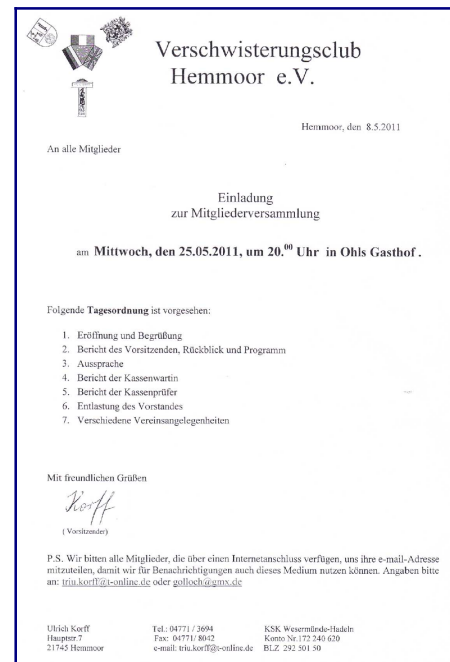 Verschwisterungsclub
Hemmoor e.V.
Hemmoor, den 8.5.2011
An alle Mitglieder
Einladung
zur Mitgliederversammlung
am Mittwoch, den 25.05.2011, um 20.00 Uhr in Ohls Gasthof .
Folgende Tagesordnung ist vorgesehen:
1. Eröffnung und Begrüßung
2. Bericht des Vorsitzenden, Rückblick und Programm
3. Aussprache
4. Bericht der Kassenwartin
5. Bericht der Kassenprüfer
6. Entlastung des Vorstandes
7. Verschiedene Vereinsangelegenheiten
Mit freundlichen Grüßen
Korff
( Vorsitzender)
P.S. Wir bitten alle Mitglieder, die über einen Internetanschluss verfügen, uns ihre e-mail-Adresse
mitzuteilen, damit wir für Benachrichtigungen auch dieses Medium nutzen können. Angaben bitte
an: triu.korff@t-online.de oder golloch@gmx.de
Ulrich Korff Tel.: 04771 / 3694 KSK Wesermünde-Hadeln
Hauptstr.7 Fax: 04771/ 8042 Konto Nr.172 240 620
21745 Hemmoor e-mail: triu.korff@t-online.de BLZ 292 501 50